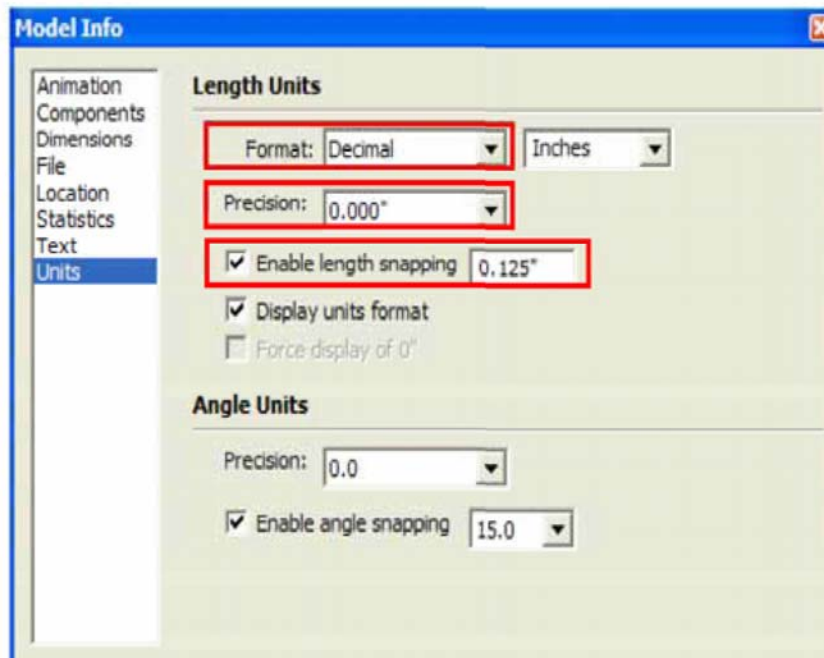 Model Info
Animation
Components
Dimensions
File
Location
Statistics
Text
Units
Length Units
Format: Decimal Inches
Precision: 0.000"
Enable length snapping 0.125"
Display units format
Force display of 0"
Angle Units
Precision: 0.0
Enable angle snapping 15.0